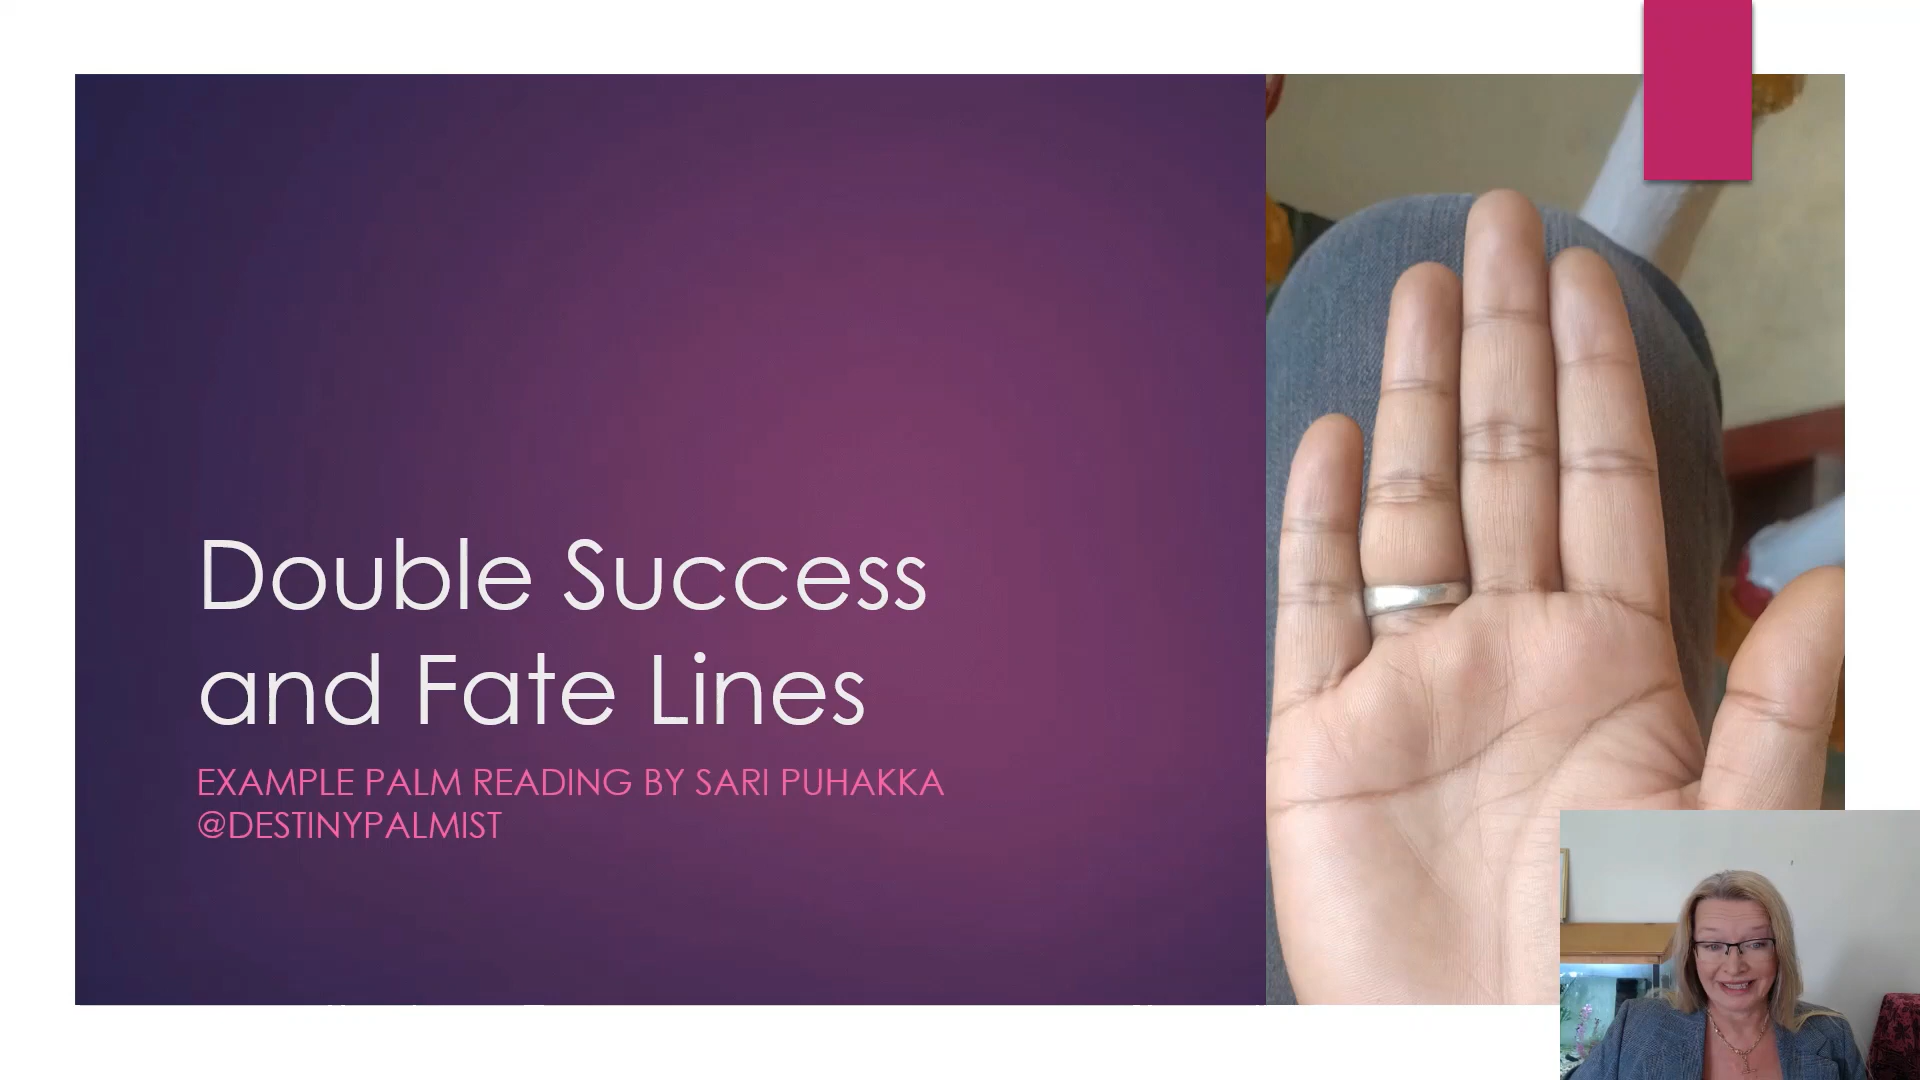 Double Success
and Fate Lines
EXAMPLE PALM READING BY SARI PUHAKKA
@DESTINYPALMIST